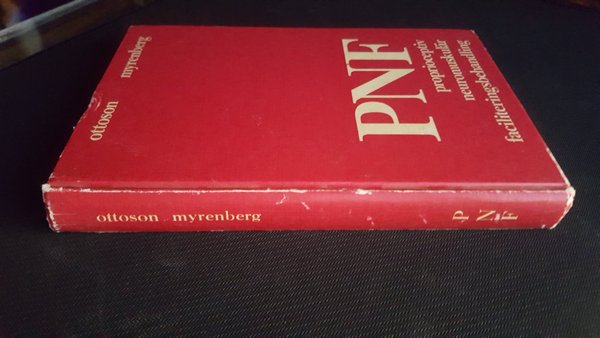 ottoson myrenberg
PNF
proprioceptiv
neuromuskulär
faciliteringsbehandling
ottoson myrenberg
P
N
F